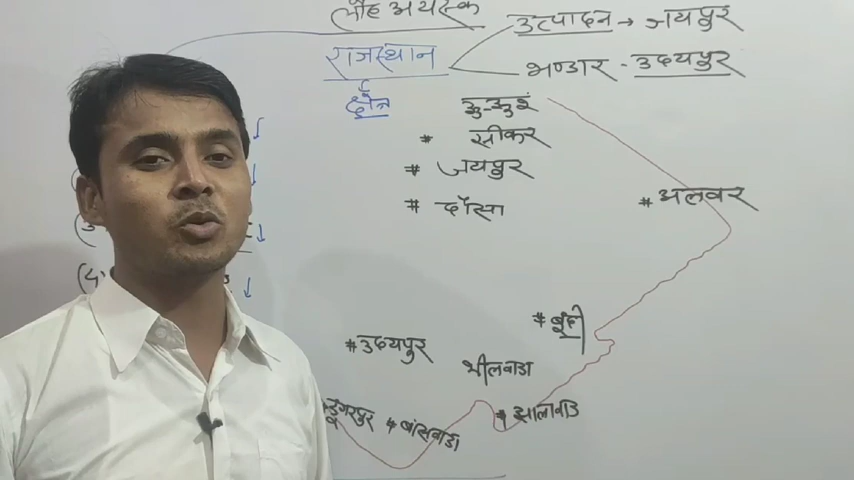 लौह अयस्क
उत्पादन → जयपुर
राजस्थान
भण्डार - उदयपुर
क्षेत्र
झुन्झुनूं
* सीकर
# जयपुर
# दौसा
# अलवर
# बूंदी
# उदयपुर
भीलवाडा
डुंगरपुर
# बांसवाडा
# झालावाड